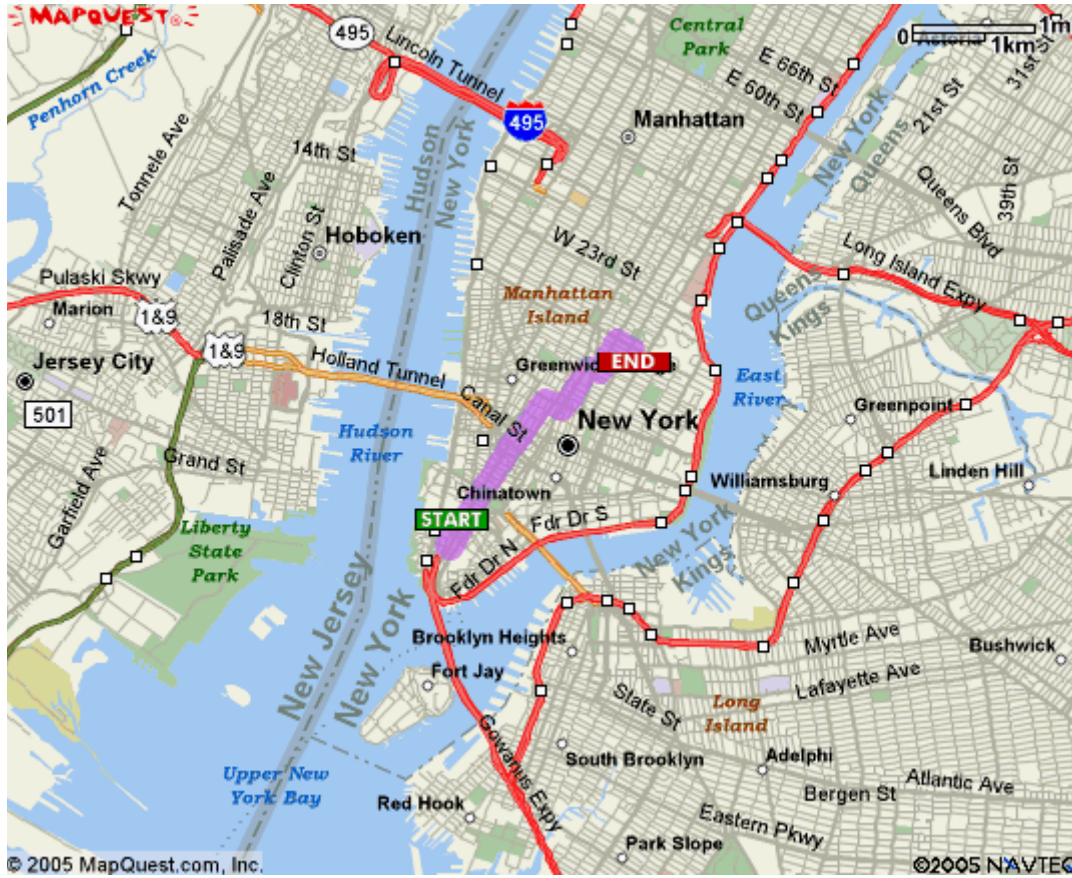 MAPQUEST
495
Lincoln Tunnel
Central
Park
0
1m
1km
Astoria
31st St
E 66th St
E 60th St
21st St
Penhorn Creek
495
Manhattan
New York
Queens
Hudson
New York
14th St
Tonnele Ave
Palisade Ave
Clinton St
Hoboken
39th St
Queens Blvd
W 23rd St
Long Island Expy
Pulaski Skwy
Marion
1&9
18th St
1&9
Manhattan
Island
Queens
Kings
Jersey City
Holland Tunnel
END
East
River
501
Canal St
New York
Greenpoint
Hudson
River
Grand St
Garfield Ave
Chinatown
Williamsburg
Linden Hill
START
Fdr Dr S
Liberty
State
Park
Fdr Dr N
New York
Kings
New Jersey
New York
Brooklyn Heights
Myrtle Ave
Bushwick
Fort Jay
Lafayette Ave
Long
Island
Gowanus Expy
South Brooklyn
Adelphi
Atlantic Ave
Upper New
York Bay
Red Hook
Bergen St
Eastern Pkwy
Park Slope
© 2005 MapQuest.com, Inc.
©2005 NAVTEQ